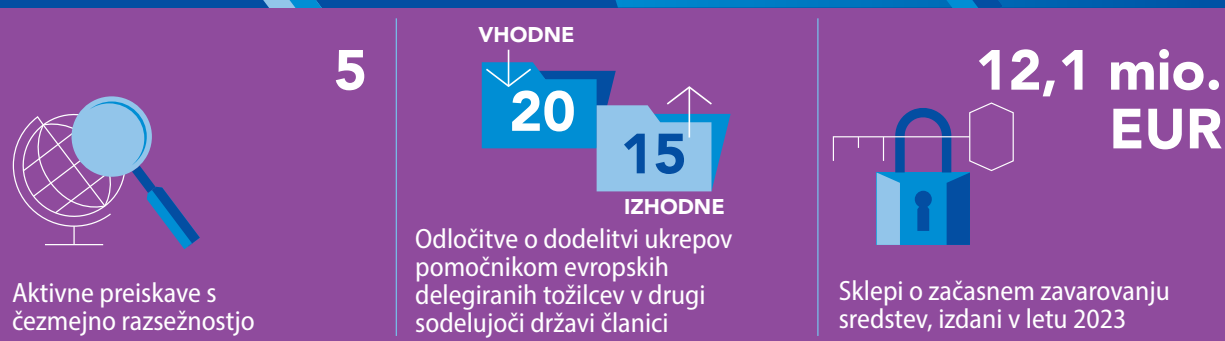 5
Aktivne preiskave s
čezmejno razsežnostjo
VHODNE
20
15
IZHODNE
Odločitve o dodelitvi ukrepov
pomočnikom evropskih
delegiranih tožilcev v drugi
sodelujoči državi članici
12,1 mio.
EUR
Sklepi o začasnem zavarovanju
sredstev, izdani v letu 2023